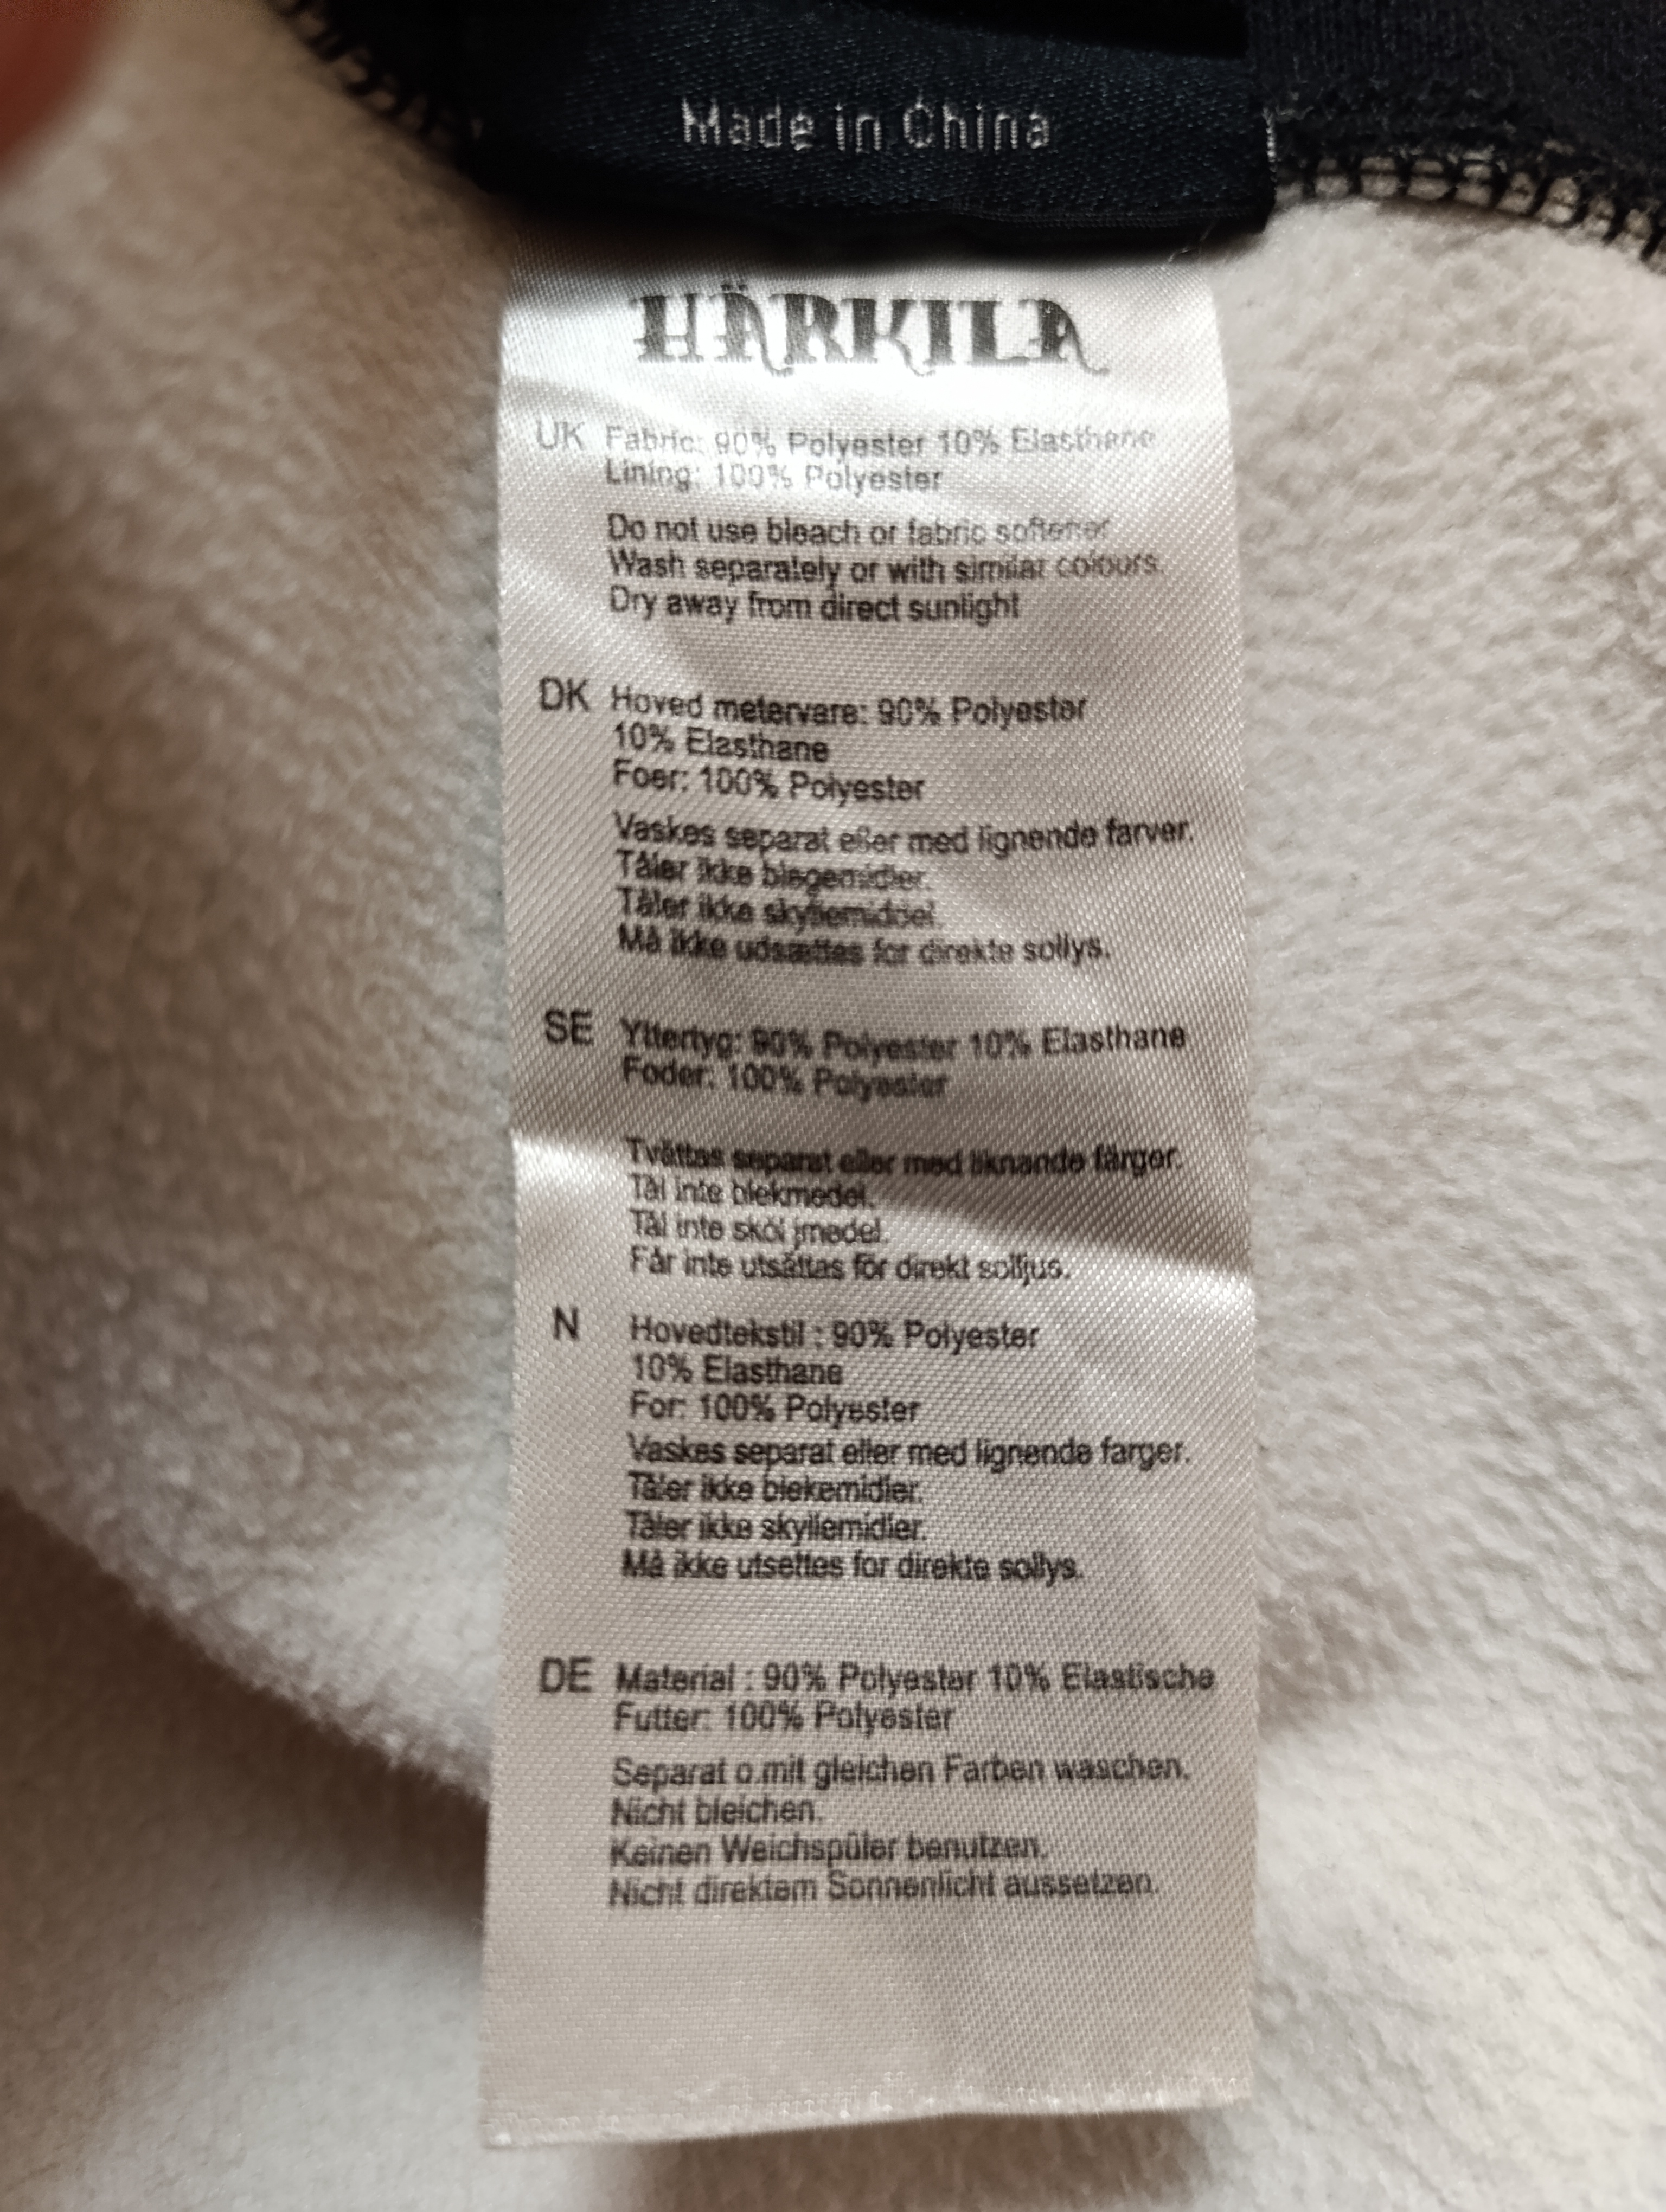 Made in China
HÄRKILA
UK Fabric: 90% Polyester 10% Elasthane
Lining: 100% Polyester
Do not use bleach or fabric softener
Wash separately or with similar colours.
Dry away from direct sunlight
DK Hoved metervare: 90% Polyester
10% Elasthane
Foer: 100% Polyester
Vaskes separat eller med lignende farver.
Tåler ikke blegemidler.
Tåler ikke skyllemiddel.
Må ikke udsættes for direkte sollys.
SE Yttertyg: 90% Polyester 10% Elasthane
Foder: 100% Polyester
Tvättas separat eller med liknande färger.
Tål inte blekmedel.
Tål inte sköl jmedel.
Får inte utsättas för direkt solljus.
N Hovedtekstil : 90% Polyester
10% Elasthane
For: 100% Polyester
Vaskes separat eller med lignende farger.
Tåler ikke blekemidler.
Tåler ikke skyllemidler.
Må ikke utsettes for direkte sollys.
DE Material : 90% Polyester 10% Elastische
Futter: 100% Polyester
Separat o.mit gleichen Farben waschen.
Nicht bleichen.
Keinen Weichspüler benutzen.
Nicht direktem Sonnenlicht aussetzen.